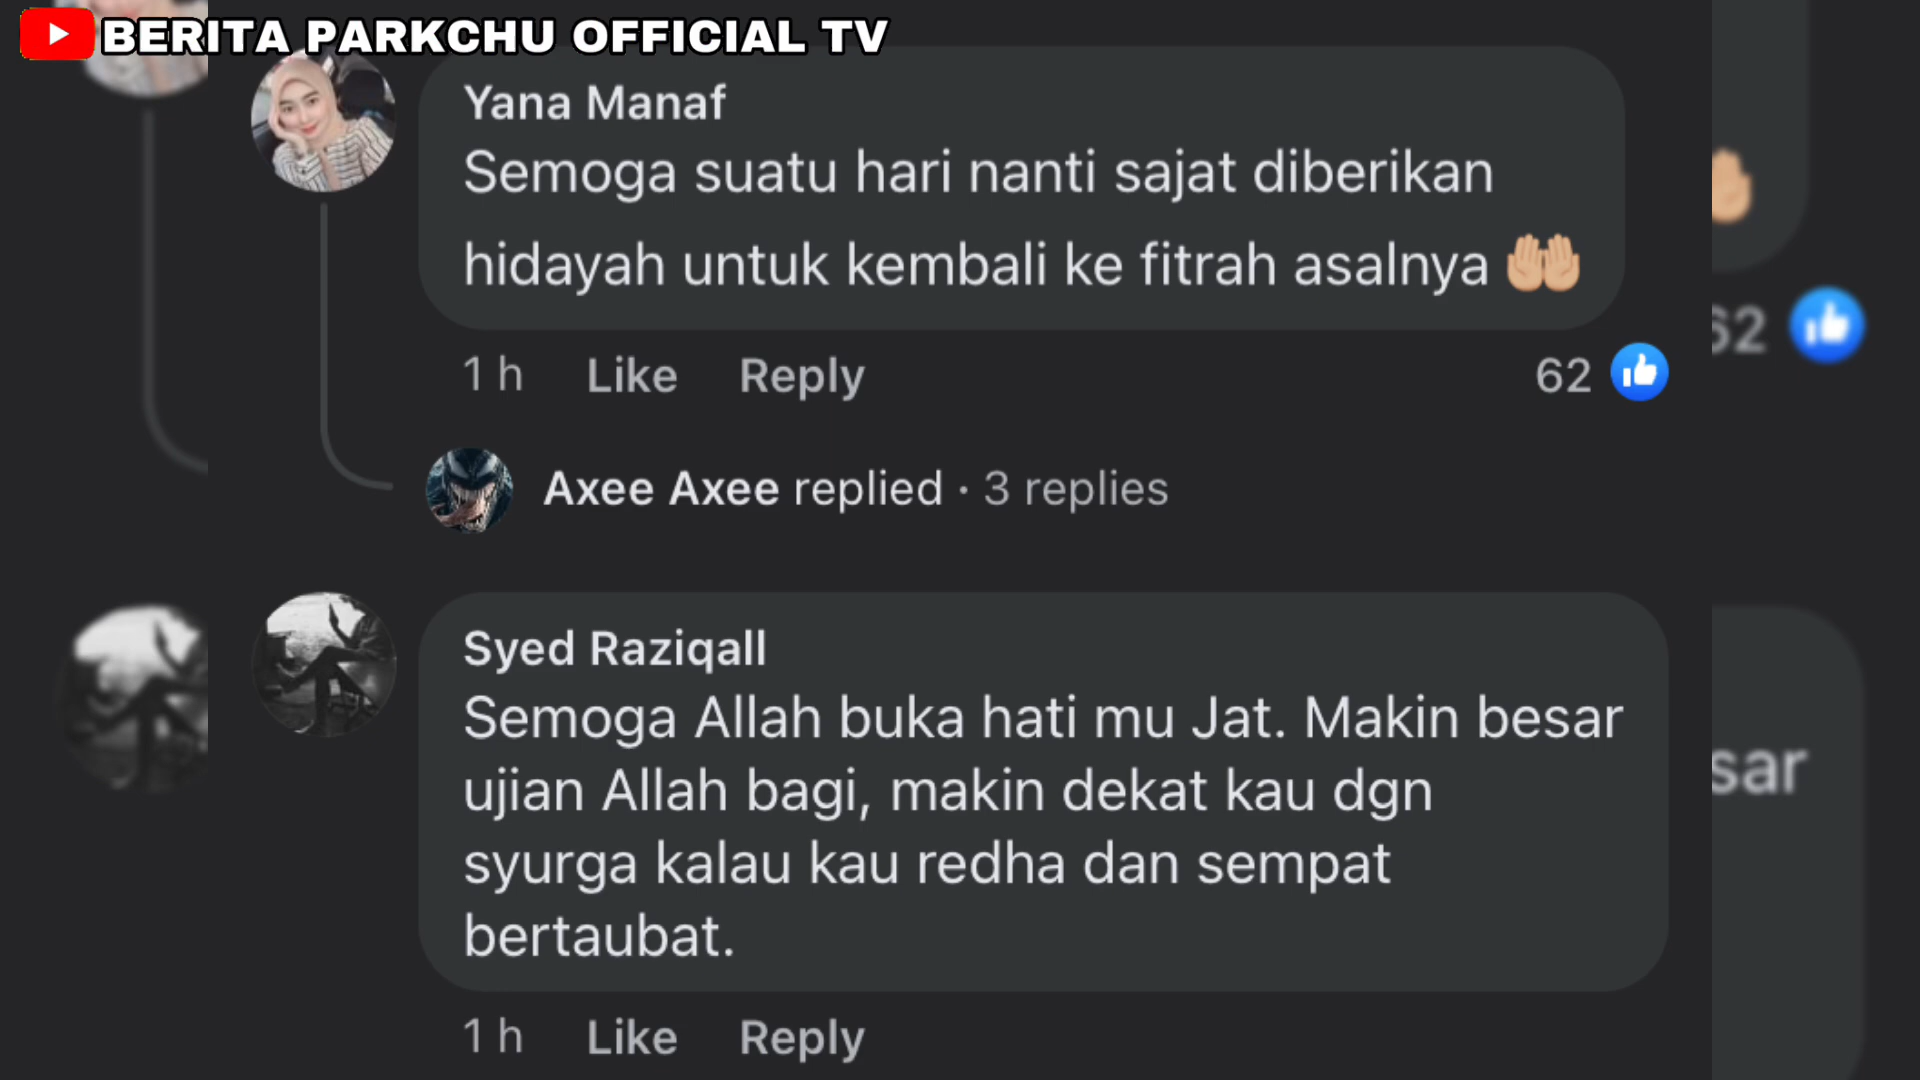 BERITA PARKCHU OFFICIAL TV
Yana Manaf
Semoga suatu hari nanti sajat diberikan
hidayah untuk kembali ke fitrah asalnya 🤲🏼
1 h Like Reply 62
Axee Axee replied · 3 replies
Syed Raziqall
Semoga Allah buka hati mu Jat. Makin besar
ujian Allah bagi, makin dekat kau dgn
syurga kalau kau redha dan sempat
bertaubat.
1 h Like Reply
62
sar